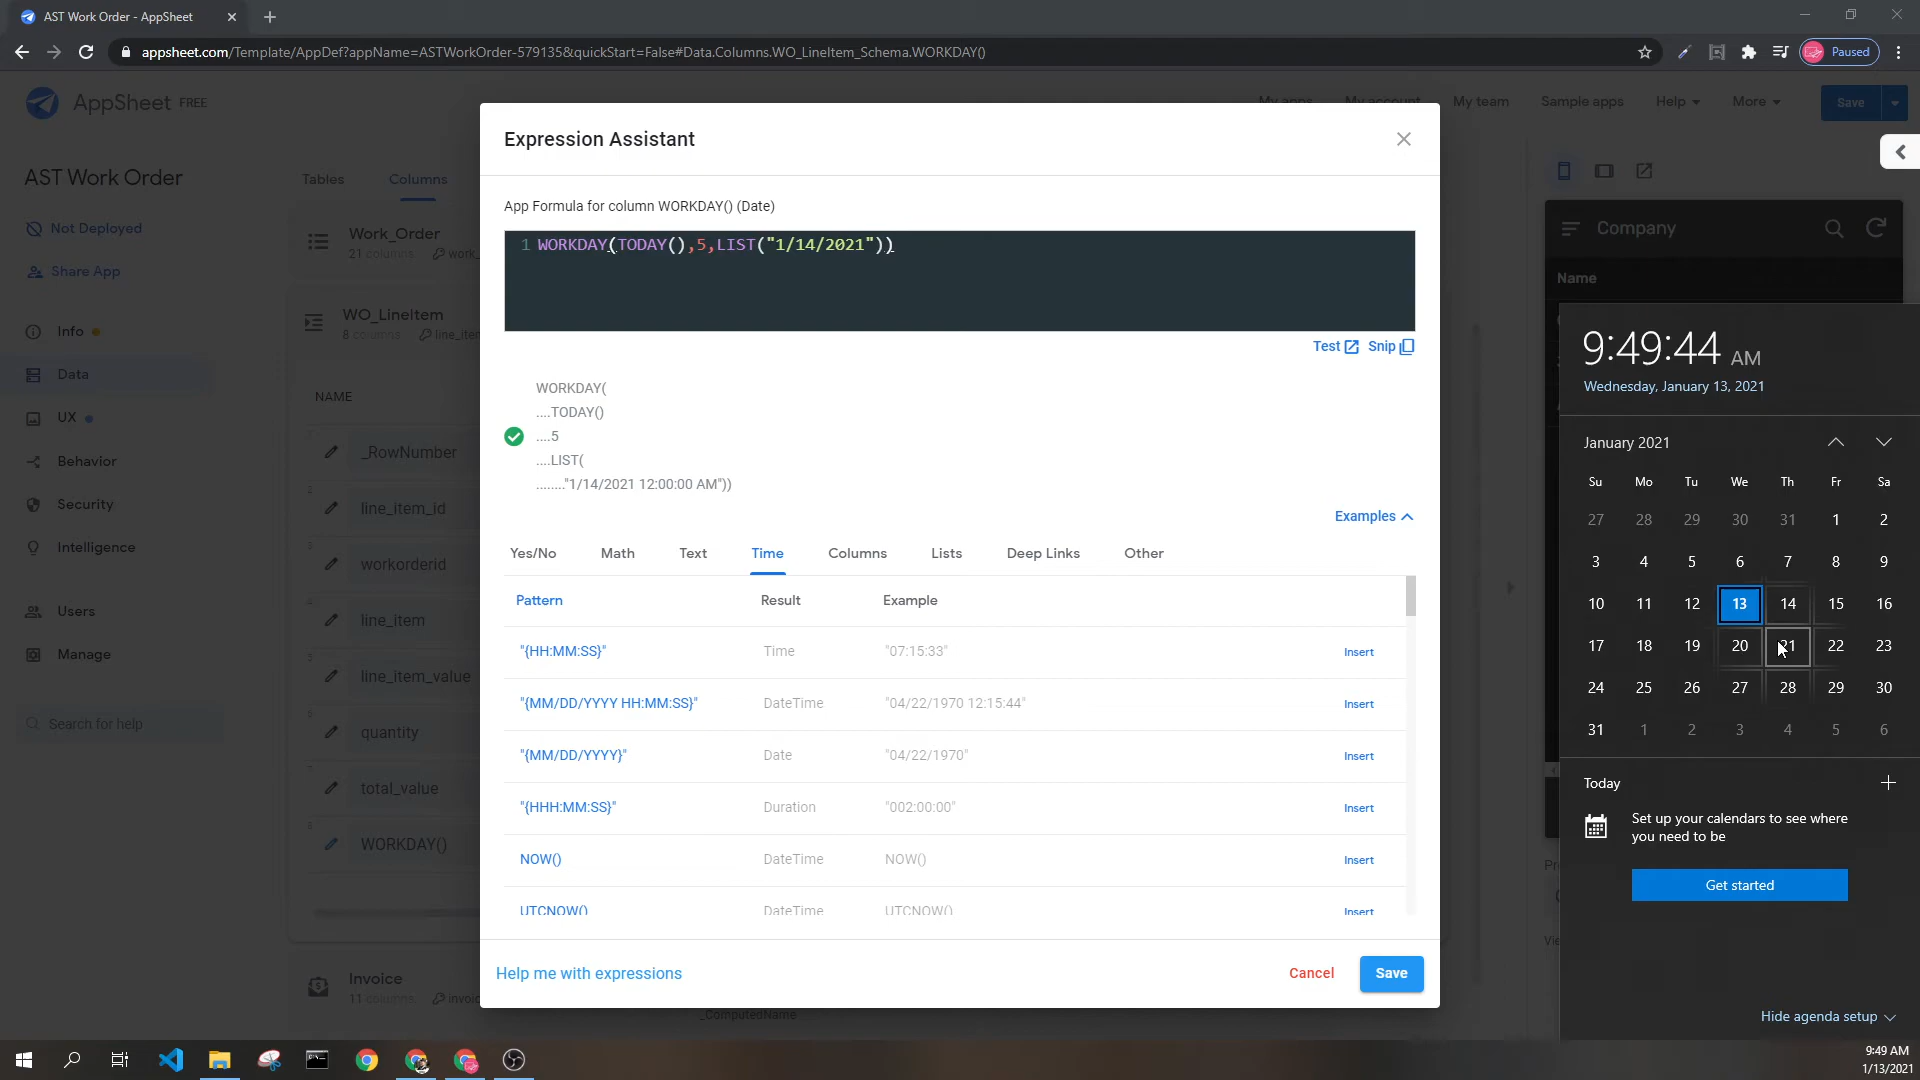 AST Work Order - AppSheet
appsheet.com/Template/AppDef?appName=ASTWorkOrder-579135&quickStart=False#Data.Columns.WO_LineItem_Schema.WORKDAY()
Paused
AppSheet FREE
My apps My account My team Sample apps Help More Save
AST Work Order
Not Deployed
Share App
Info
Data
UX
Behavior
Security
Intelligence
Users
Manage
Search for help
Tables Columns
Work_Order
21 columns
WO_LineItem
8 columns
NAME
_RowNumber
line_item_id
workorderid
line_item
line_item_value
quantity
total_value
WORKDAY()
Invoice
11 columns
_ComputedName
Expression Assistant
App Formula for column WORKDAY() (Date)
1 WORKDAY(TODAY(),5,LIST("1/14/2021"))
Test Snip
WORKDAY(
....TODAY()
....5
....LIST(
........"1/14/2021 12:00:00 AM"))
Examples
Yes/No Math Text Time Columns Lists Deep Links Other
Pattern Result Example
"{HH:MM:SS}" Time "07:15:33" Insert
"{MM/DD/YYYY HH:MM:SS}" DateTime "04/22/1970 12:15:44" Insert
"{MM/DD/YYYY}" Date "04/22/1970" Insert
"{HHH:MM:SS}" Duration "002:00:00" Insert
NOW() DateTime NOW() Insert
UTCNOW() DateTime UTCNOW() Insert
Help me with expressions
Cancel Save
Company
Name
9:49:44 AM
Wednesday, January 13, 2021
January 2021
Su Mo Tu We Th Fr Sa
27 28 29 30 31 1 2
3 4 5 6 7 8 9
10 11 12 13 14 15 16
17 18 19 20 21 22 23
24 25 26 27 28 29 30
31 1 2 3 4 5 6
Today
Set up your calendars to see where
you need to be
Get started
Hide agenda setup
9:49 AM
1/13/2021